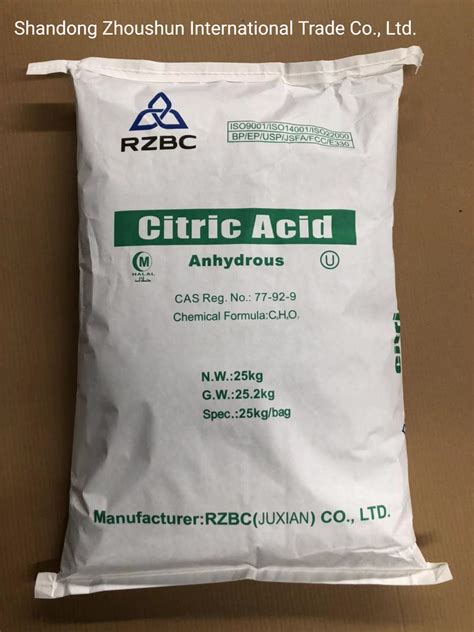 Shandong Zhoushun International Trade Co., Ltd.
RZBC
ISO9001/ISO14001/ISO22000
BP/EP/USP/JSFA/FCC/E330
Citric Acid
Anhydrous
M
HALAL
حلال
U
CAS Reg. No.: 77-92-9
Chemical Formula:C₆H₈O₇
N.W.:25kg
G.W.:25.2kg
Spec.:25kg/bag
Manufacturer:RZBC(JUXIAN) CO., LTD.
Citri